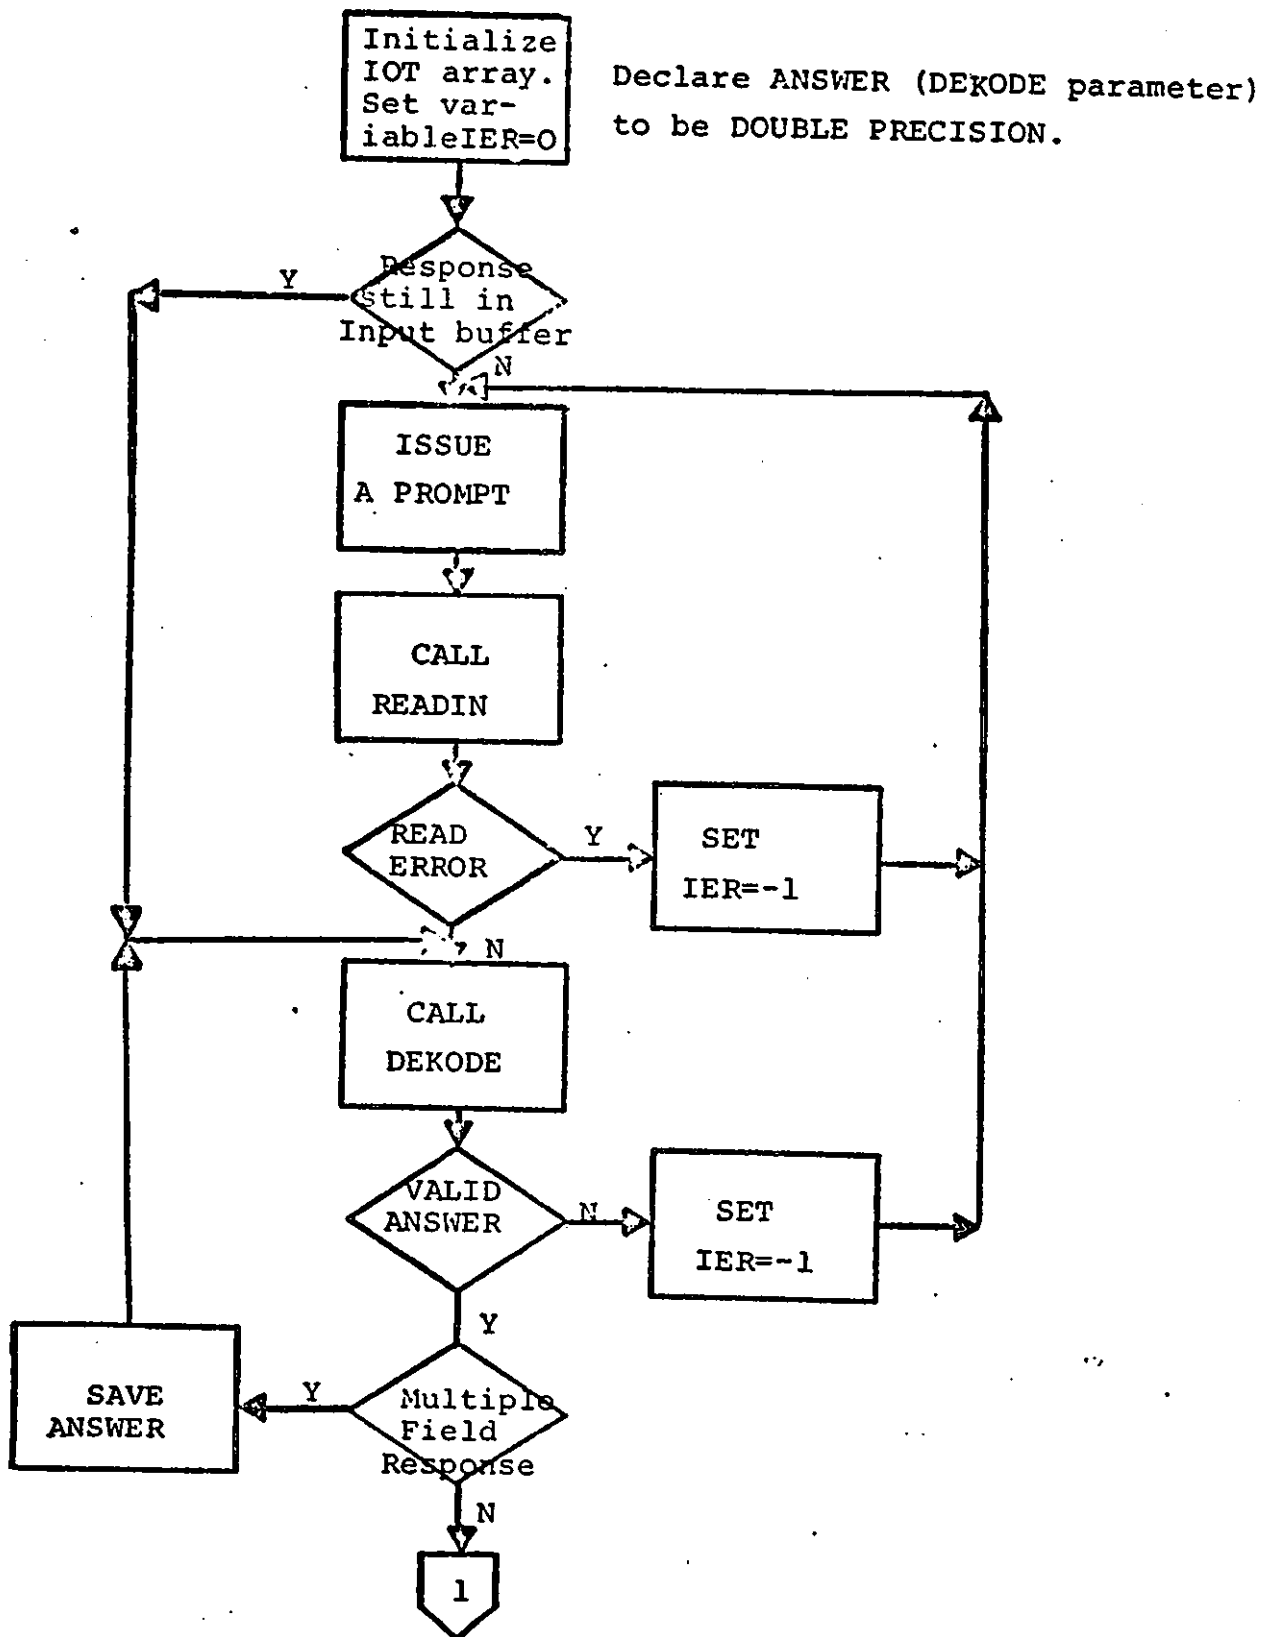 Initialize
IOT array.
Set var-
iableIER=0
Declare ANSWER (DEKODE parameter)
to be DOUBLE PRECISION.
Y
Response
Still in
Input buffer
N
ISSUE
A PROMPT
CALL
READIN
READ
ERROR
Y
SET
IER=-1
N
CALL
DEKODE
VALID
ANSWER
N
SET
IER=-1
Y
SAVE
ANSWER
Y
Multiple
Field
Response
N
1